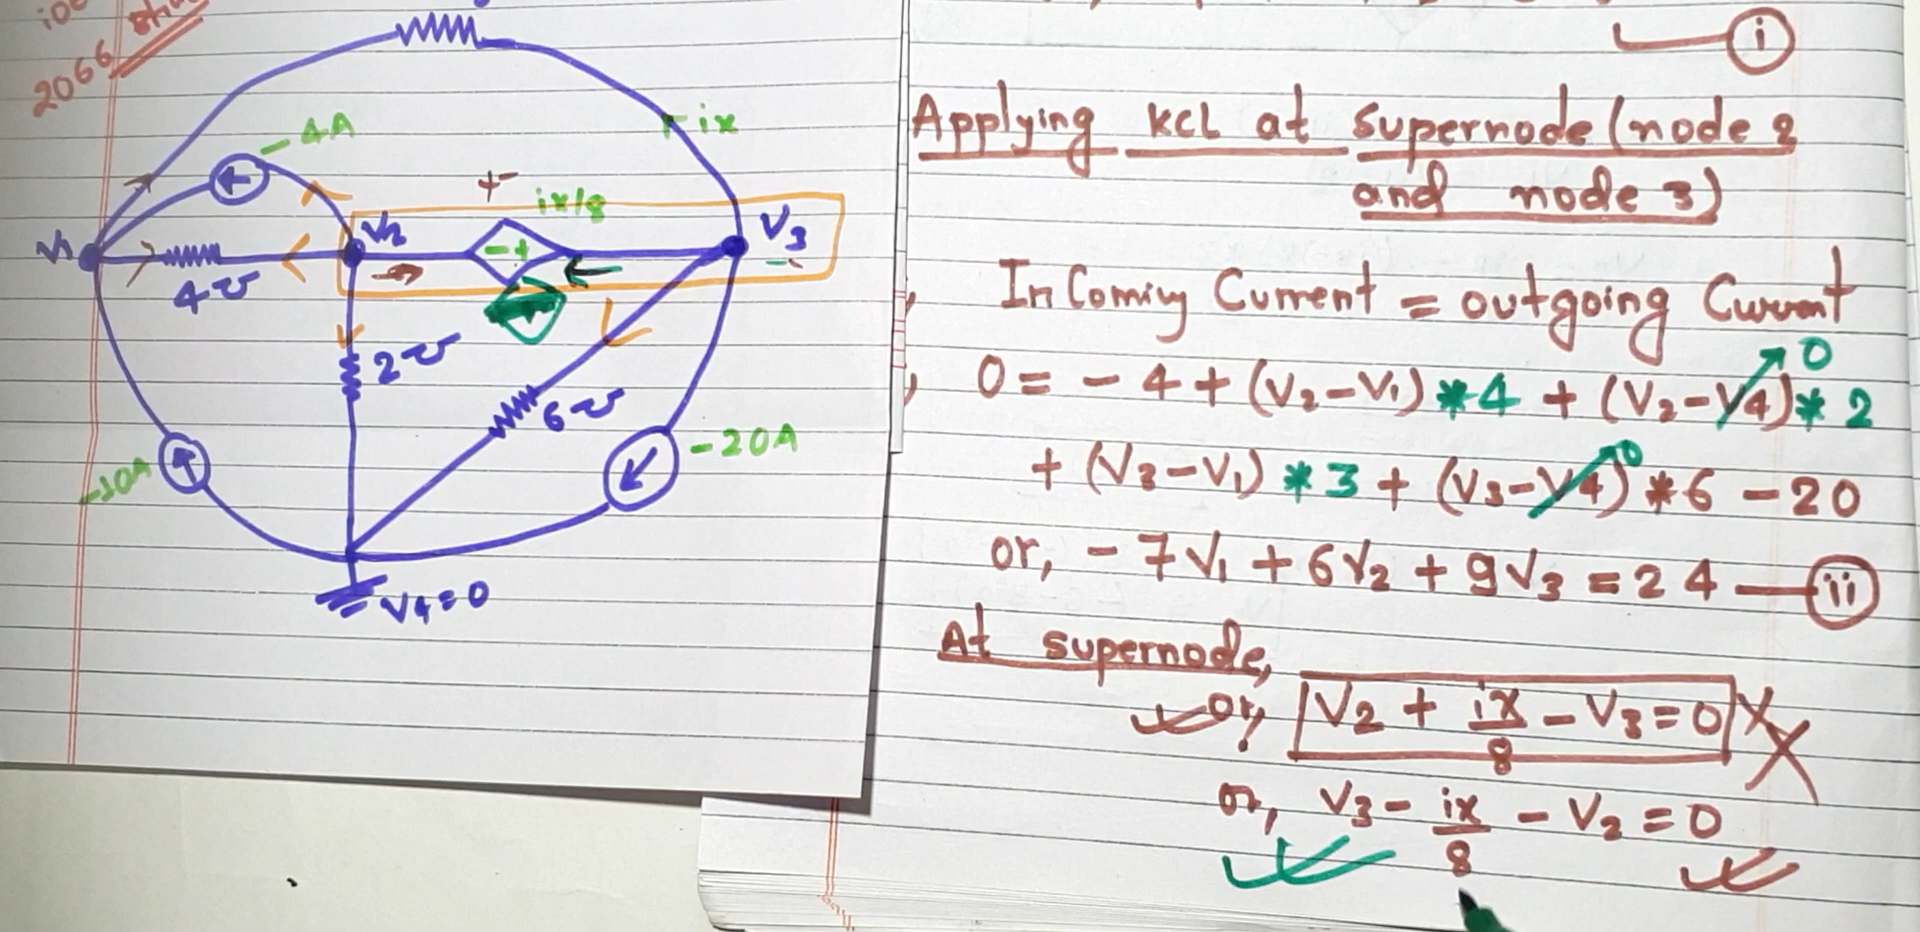 2066
- 4A
ix
+-
ix/8
V1
V2
V3
- +
4℧
2℧
6℧
-20A
-10A
V4=0
i
Applying KCL at supernode (node 2
and node 3)
InComing Current = outgoing Current
0 = - 4 + (V2-V1) *4 + (V2-V4)* 2
0
+ (V3-V1) *3 + (V3-V4) *6 - 20
0
or, - 7V1 + 6V2 + 9V3 = 24 — ii
At supernode,
or, V2 + ix/8 - V3 = 0
or, V3 - ix/8 - V2 = 0